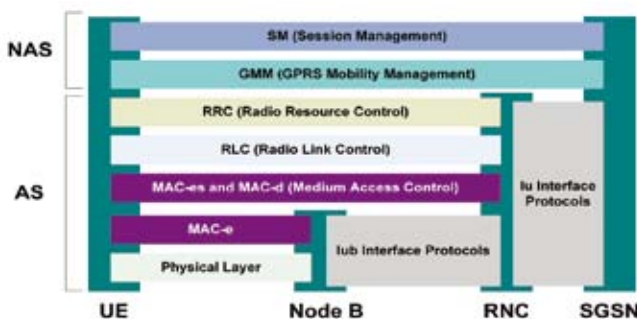 NAS
SM (Session Management)
GMM (GPRS Mobility Management)
AS
RRC (Radio Resource Control)
RLC (Radio Link Control)
MAC-es and MAC-d (Medium Access Control)
MAC-e
Physical Layer
Iub Interface Protocols
Iu Interface
Protocols
UE
Node B
RNC
SGSN